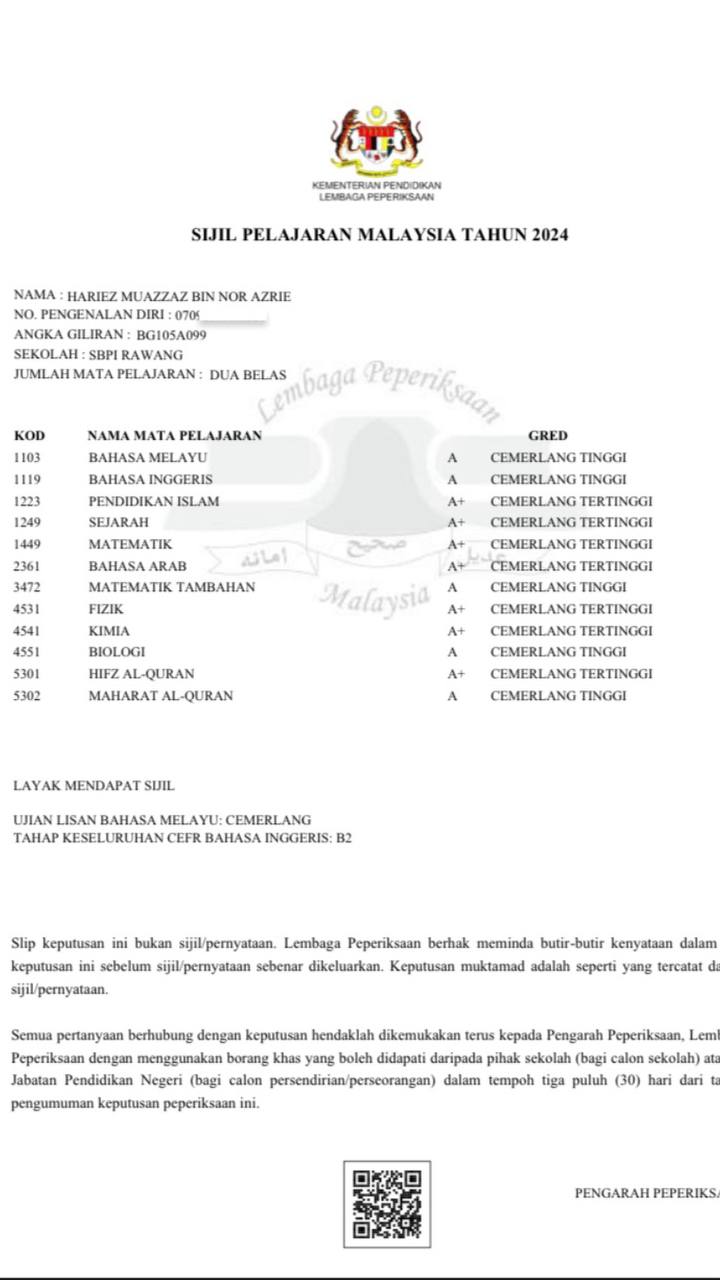 KEMENTERIAN PENDIDIKAN
LEMBAGA PEPERIKSAAN
SIJIL PELAJARAN MALAYSIA TAHUN 2024
NAMA : HARIEZ MUAZZAZ BIN NOR AZRIE
NO. PENGENALAN DIRI : 0709
ANGKA GILIRAN : BG105A099
SEKOLAH : SBPI RAWANG
JUMLAH MATA PELAJARAN : DUA BELAS
Lembaga Peperiksaan
KOD NAMA MATA PELAJARAN GRED
1103 BAHASA MELAYU A CEMERLANG TINGGI
1119 BAHASA INGGERIS A CEMERLANG TINGGI
1223 PENDIDIKAN ISLAM A+ CEMERLANG TERTINGGI
1249 SEJARAH A+ CEMERLANG TERTINGGI
1449 MATEMATIK A+ CEMERLANG TERTINGGI
امانه صحيح عديل
2361 BAHASA ARAB A+ CEMERLANG TERTINGGI
3472 MATEMATIK TAMBAHAN A CEMERLANG TINGGI
Malaysia
4531 FIZIK A+ CEMERLANG TERTINGGI
4541 KIMIA A+ CEMERLANG TERTINGGI
4551 BIOLOGI A CEMERLANG TINGGI
5301 HIFZ AL-QURAN A+ CEMERLANG TERTINGGI
5302 MAHARAT AL-QURAN A CEMERLANG TINGGI
LAYAK MENDAPAT SIJIL
UJIAN LISAN BAHASA MELAYU: CEMERLANG
TAHAP KESELURUHAN CEFR BAHASA INGGERIS: B2
Slip keputusan ini bukan sijil/pernyataan. Lembaga Peperiksaan berhak meminda butir-butir kenyataan dalam
keputusan ini sebelum sijil/pernyataan sebenar dikeluarkan. Keputusan muktamad adalah seperti yang tercatat da
sijil/pernyataan.
Semua pertanyaan berhubung dengan keputusan hendaklah dikemukakan terus kepada Pengarah Peperiksaan, Lemb
Peperiksaan dengan menggunakan borang khas yang boleh didapati daripada pihak sekolah (bagi calon sekolah) ata
Jabatan Pendidikan Negeri (bagi calon persendirian/perseorangan) dalam tempoh tiga puluh (30) hari dari ta
pengumuman keputusan peperiksaan ini.
PENGARAH PEPERIKSA